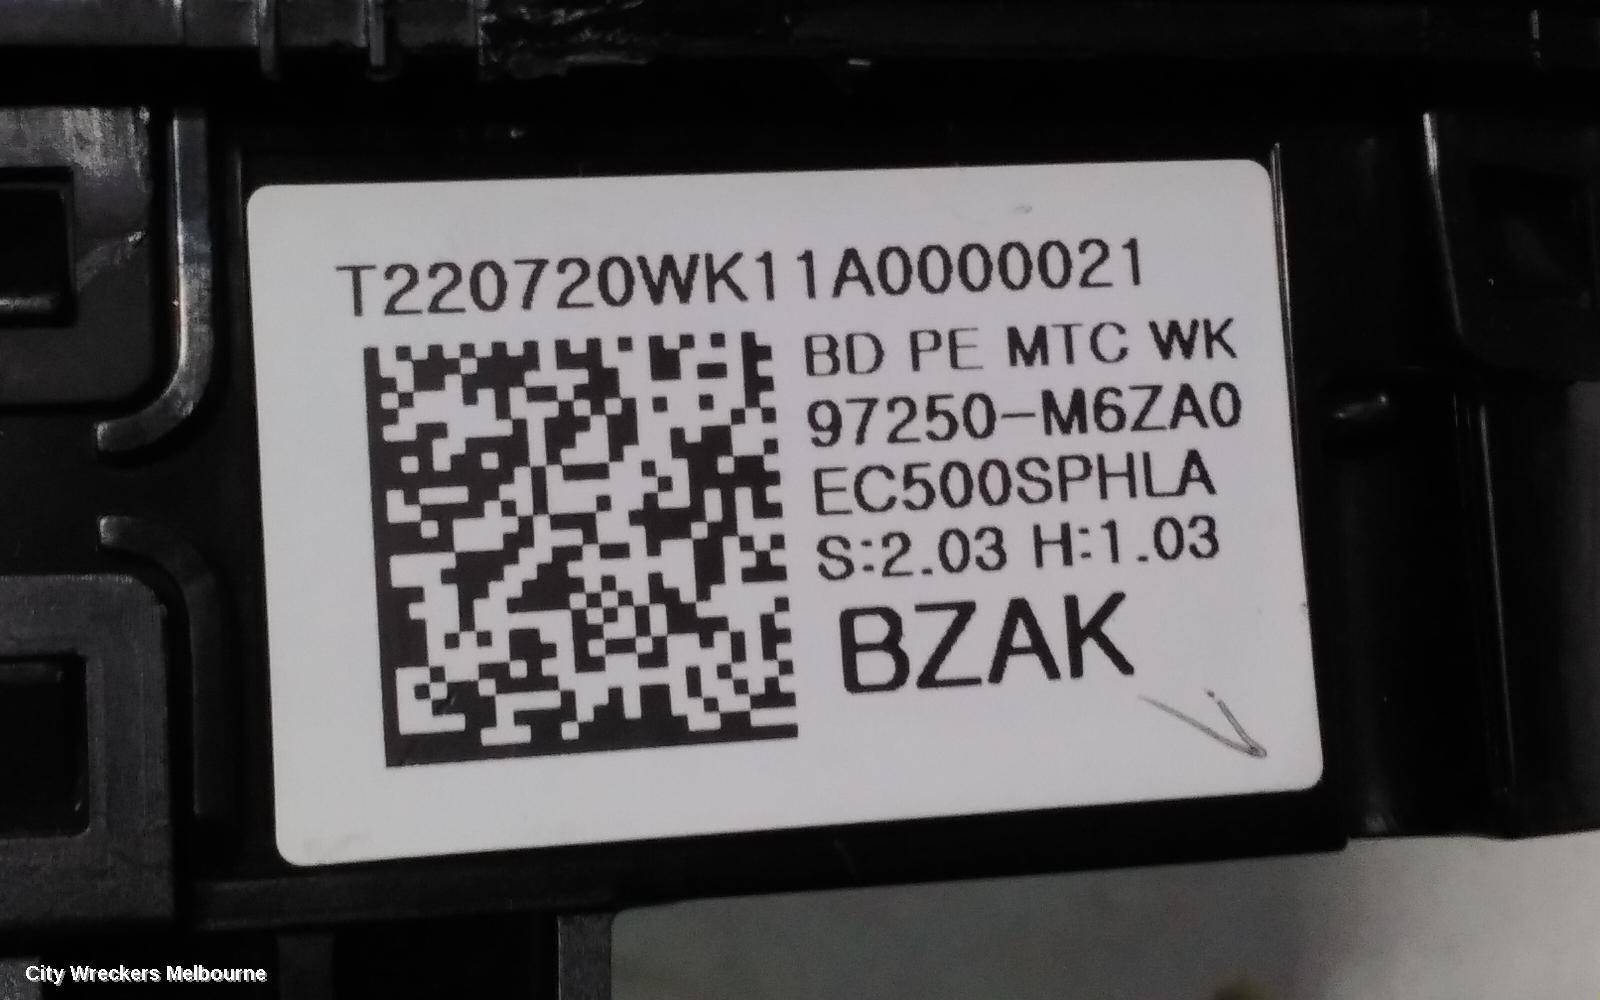 T220720WK11A0000021
BD PE MTC WK
97250-M6ZA0
EC500SPHLA
S:2.03 H:1.03
BZAK
City Wreckers Melbourne